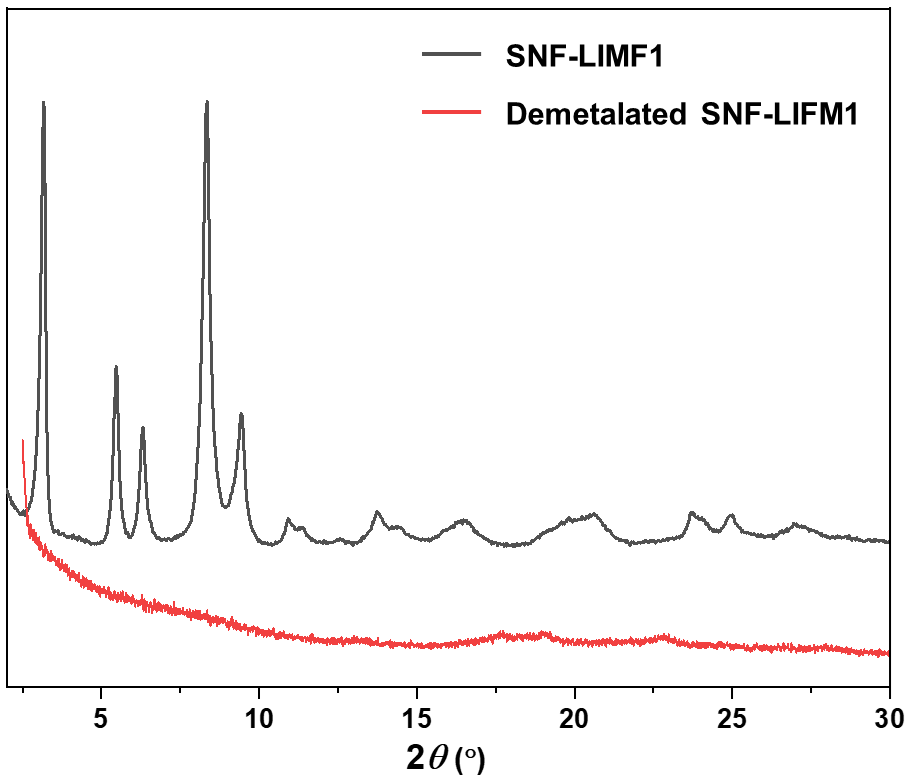 SNF-LIMF1
Demetalated SNF-LIFM1
5 10 15 20 25 30
2θ (°)